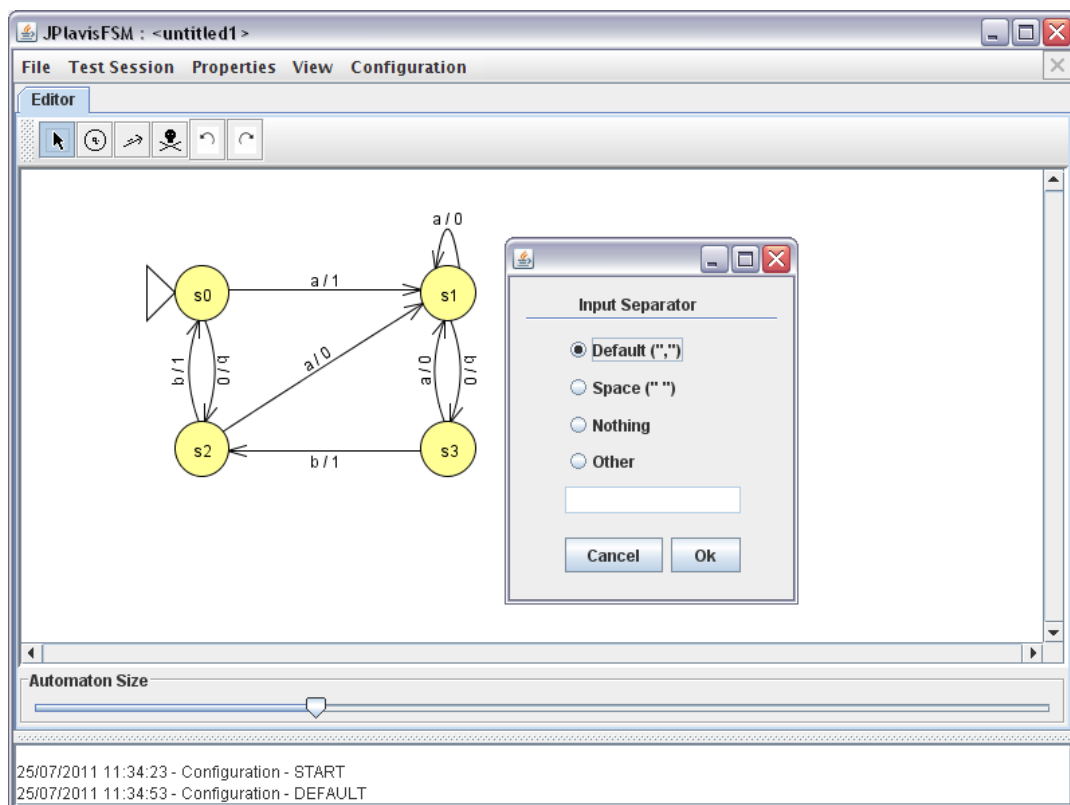 JPlavisFSM : <untitled1>
File Test Session Properties View Configuration
Editor
a / 0
a / 1
s0
s1
b / 1
b / 0
a / 0
a / 0
b / 0
s2
s3
b / 1
Input Separator
Default (",")
Space (" ")
Nothing
Other
Cancel Ok
Automaton Size
25/07/2011 11:34:23 - Configuration - START
25/07/2011 11:34:53 - Configuration - DEFAULT